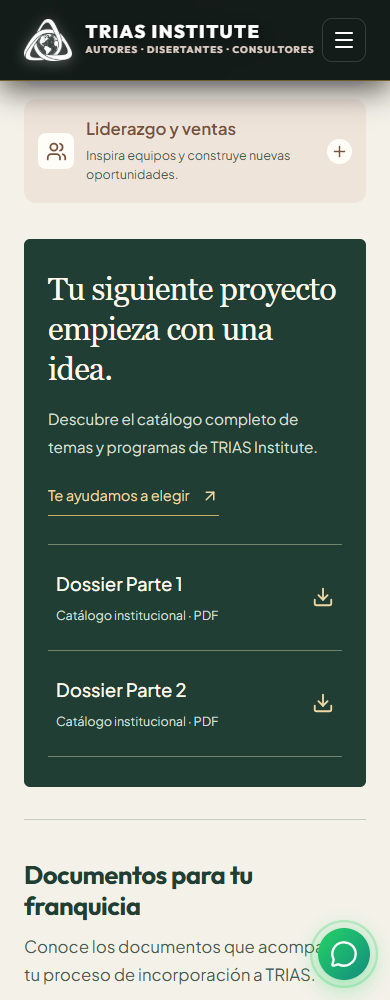 TRIAS INSTITUTE
AUTORES · DISERTANTES · CONSULTORES
Liderazgo y ventas
Inspira equipos y construye nuevas
oportunidades.
Tu siguiente proyecto
empieza con una
idea.
Descubre el catálogo completo de
temas y programas de TRIAS Institute.
Te ayudamos a elegir
Dossier Parte 1
Catálogo institucional · PDF
Dossier Parte 2
Catálogo institucional · PDF
Documentos para tu
franquicia
Conoce los documentos que
tu proceso de incorporación a TRIAS.